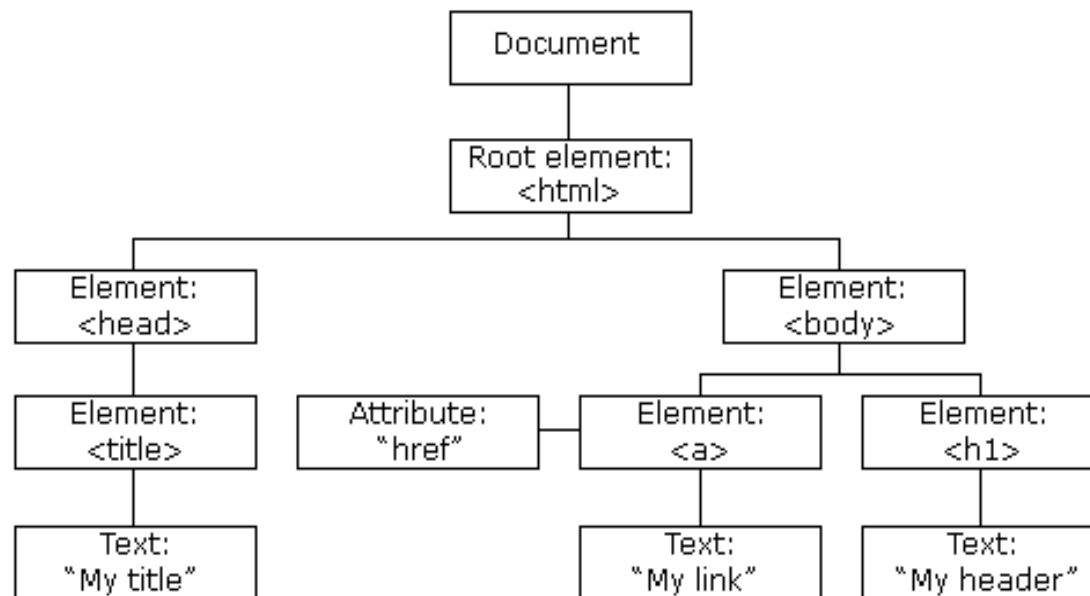 Document
Root element:
<html>
Element:
<head>
Element:
<body>
Element:
<title>
Attribute:
“href”
Element:
<a>
Element:
<h1>
Text:
“My title”
Text:
“My link”
Text:
“My header”